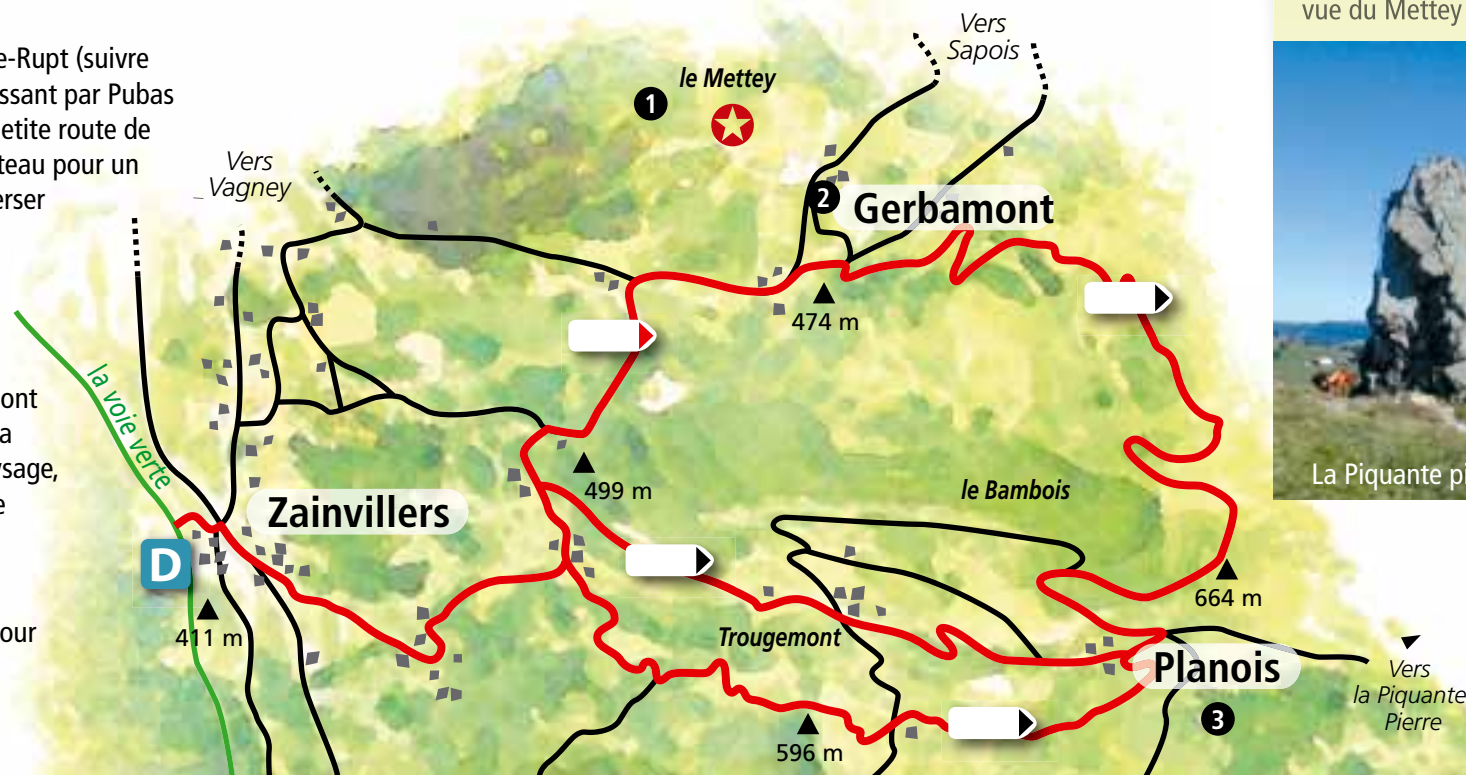 e-Rupt (suivre
ssant par Pubas
etite route de
teau pour un
erser
ont
a
sage,
e
our
vue du Mettey
Vers
Sapois
le Mettey
1
Vers
Vagney
2
Gerbamont
474 m
la voie verte
499 m
le Bambois
Zainvillers
D
411 m
664 m
Trougemont
Planois
3
596 m
Vers
la Piquante
Pierre
La Piquante pi